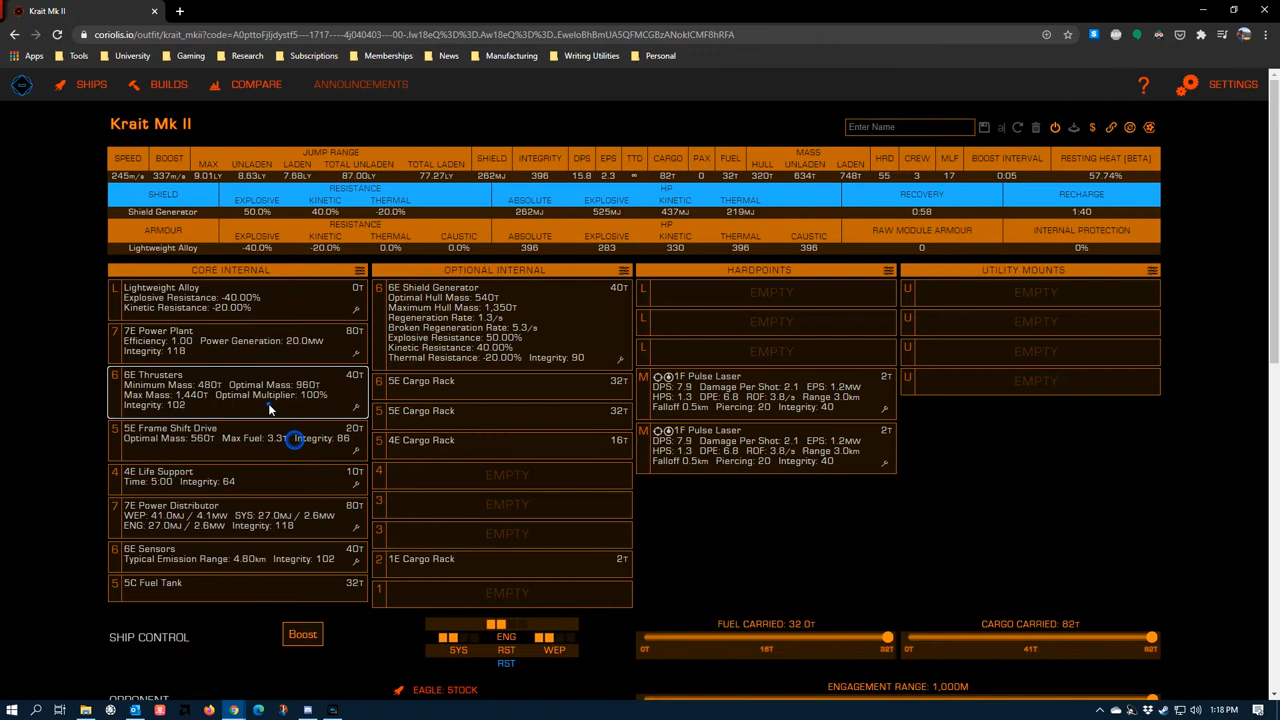 Krait Mk II
coriolis.io/outfit/krait_mkii?code=A0pttoFjljdystf5---1717----4j040403---00-.Iw18eQ%3D%3D.Aw18eQ%3D%3D..EweIoBhBmUA5QFMCGBzANokICMF8hRFA
Apps Tools University Gaming Research Subscriptions Memberships News Manufacturing Writing Utilities Personal
SHIPS BUILDS COMPARE ANNOUNCEMENTS ? SETTINGS
Krait Mk II
Enter Name
SPEED BOOST JUMP RANGE SHIELD INTEGRITY DPS EPS TTD CARGO PAX FUEL MASS HRD CREW MLF BOOST INTERVAL RESTING HEAT (BETA)
MAX UNLADEN LADEN TOTAL UNLADEN TOTAL LADEN HULL UNLADEN LADEN
245m/s 337m/s 9.01LY 8.63LY 7.68LY 87.00LY 77.27LY 262MJ 396 15.8 2.3 ∞ 82T 0 32T 320T 634T 748T 55 3 17 0:05 57.74%
SHIELD RESISTANCE HP RECOVERY RECHARGE
EXPLOSIVE KINETIC THERMAL ABSOLUTE EXPLOSIVE KINETIC THERMAL
Shield Generator 50.0% 40.0% -20.0% 262MJ 525MJ 437MJ 219MJ 0:58 1:40
ARMOUR RESISTANCE HP RAW MODULE ARMOUR INTERNAL PROTECTION
EXPLOSIVE KINETIC THERMAL CAUSTIC ABSOLUTE EXPLOSIVE KINETIC THERMAL CAUSTIC
Lightweight Alloy -40.0% -20.0% 0.0% 0.0% 396 283 330 396 396 0 0%
CORE INTERNAL
L Lightweight Alloy 0T
Explosive Resistance: -40.00%
Kinetic Resistance: -20.00%
7 7E Power Plant 80T
Efficiency: 1.00 Power Generation: 20.0MW
Integrity: 118
6 6E Thrusters 40T
Minimum Mass: 480T Optimal Mass: 960T
Max Mass: 1,440T Optimal Multiplier: 100%
Integrity: 102
5 5E Frame Shift Drive 20T
Optimal Mass: 560T Max Fuel: 3.3T Integrity: 86
4 4E Life Support 10T
Time: 5:00 Integrity: 64
7 7E Power Distributor 80T
WEP: 41.0MJ / 4.1MW SYS: 27.0MJ / 2.6MW
ENG: 27.0MJ / 2.6MW Integrity: 118
6 6E Sensors 40T
Typical Emission Range: 4.80km Integrity: 102
5 5C Fuel Tank 32T
OPTIONAL INTERNAL
6 6E Shield Generator 40T
Optimal Hull Mass: 540T
Maximum Hull Mass: 1,350T
Regeneration Rate: 1.3/s
Broken Regeneration Rate: 5.3/s
Explosive Resistance: 50.00%
Kinetic Resistance: 40.00%
Thermal Resistance: -20.00% Integrity: 90
6 5E Cargo Rack 32T
5 5E Cargo Rack 32T
5 4E Cargo Rack 16T
4 EMPTY
3 EMPTY
3 EMPTY
2 1E Cargo Rack 2T
1 EMPTY
HARDPOINTS
L EMPTY
L EMPTY
L EMPTY
M 1F Pulse Laser 2T
DPS: 7.9 Damage Per Shot: 2.1 EPS: 1.2MW
HPS: 1.3 DPE: 6.8 ROF: 3.8/s Range 3.0km
Falloff 0.5km Piercing: 20 Integrity: 40
M 1F Pulse Laser 2T
DPS: 7.9 Damage Per Shot: 2.1 EPS: 1.2MW
HPS: 1.3 DPE: 6.8 ROF: 3.8/s Range 3.0km
Falloff 0.5km Piercing: 20 Integrity: 40
UTILITY MOUNTS
U EMPTY
U EMPTY
U EMPTY
U EMPTY
SHIP CONTROL Boost
ENG
SYS RST WEP
RST
FUEL CARRIED: 32.0T
0T 16T 32T
CARGO CARRIED: 82T
0T 41T 82T
OPPONENT EAGLE: STOCK
ENGAGEMENT RANGE: 1,000M
1:18 PM